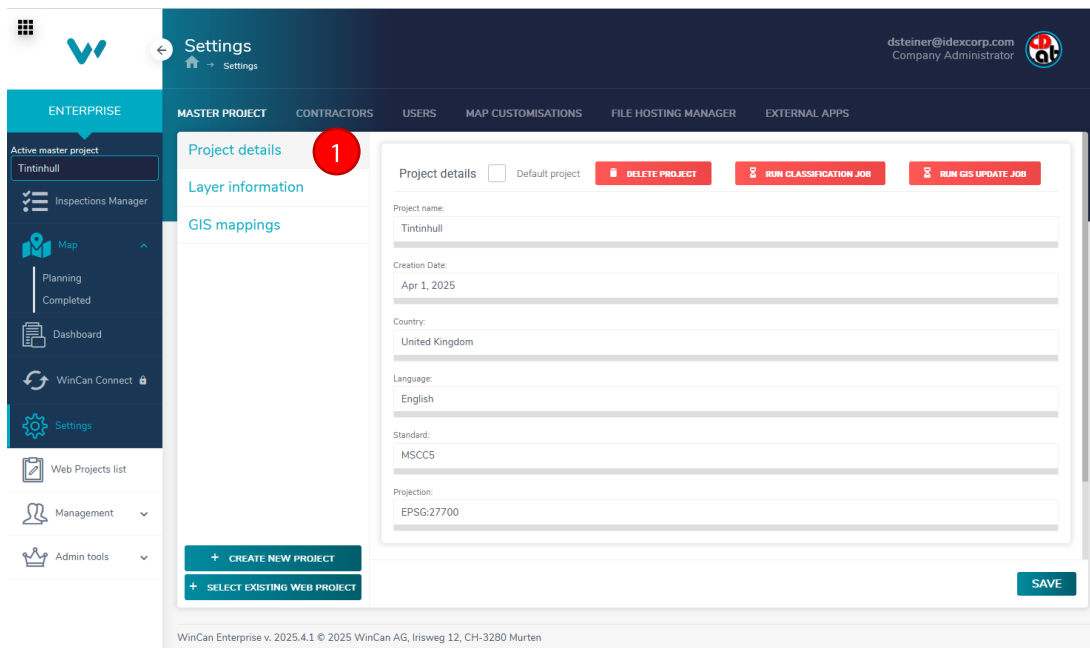 Settings
→ Settings
dsteiner@idexcorp.com
Company Administrator
ENTERPRISE
MASTER PROJECT
CONTRACTORS
USERS
MAP CUSTOMISATIONS
FILE HOSTING MANAGER
EXTERNAL APPS
Active master project
Tintinhull
Inspections Manager
Map
Planning
Completed
Dashboard
WinCan Connect
Settings
Web Projects list
Management
Admin tools
Project details
1
Layer information
GIS mappings
+ CREATE NEW PROJECT
+ SELECT EXISTING WEB PROJECT
Project details
Default project
DELETE PROJECT
RUN CLASSIFICATION JOB
RUN GIS UPDATE JOB
Project name:
Tintinhull
Creation Date:
Apr 1, 2025
Country:
United Kingdom
Language:
English
Standard:
MSCC5
Projection:
EPSG:27700
SAVE
WinCan Enterprise v. 2025.4.1 © 2025 WinCan AG, Irisweg 12, CH-3280 Murten